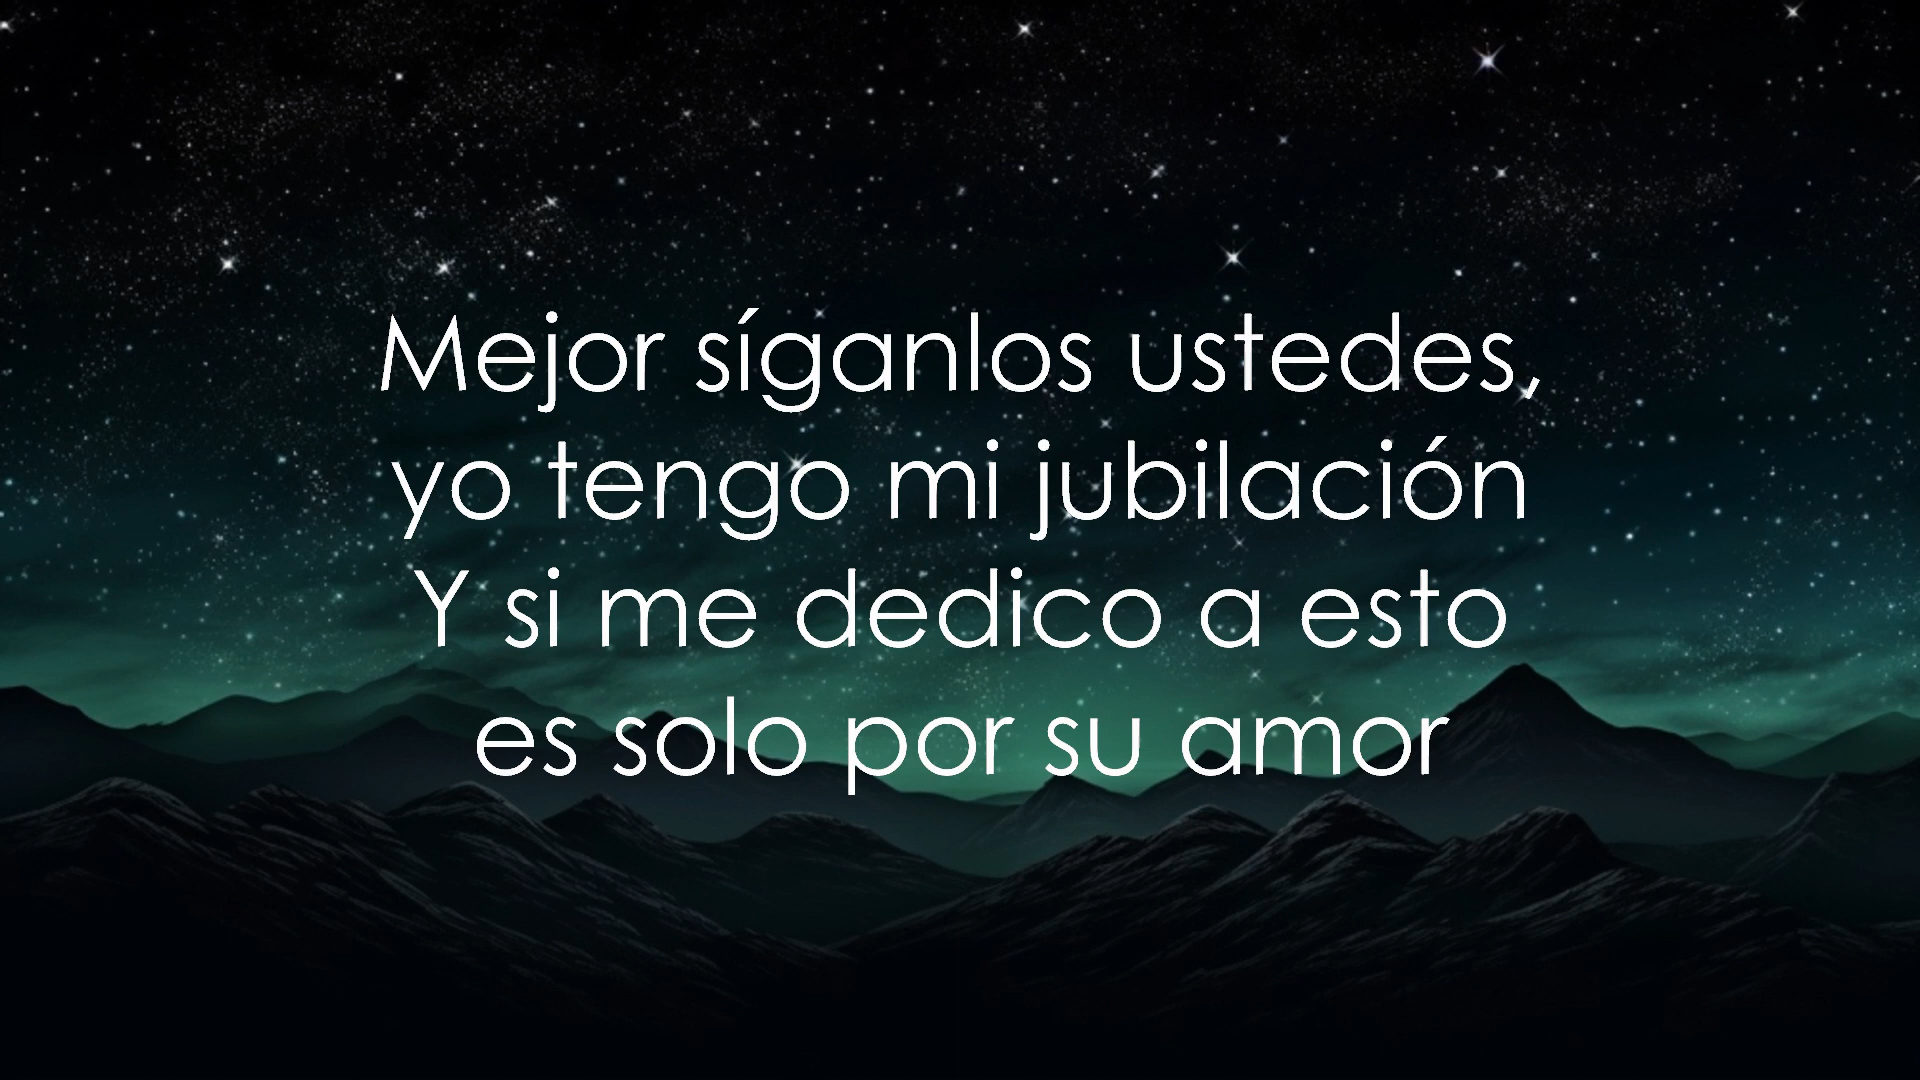 Mejor síganlos ustedes,
yo tengo mi jubilación
Y si me dedico a esto
es solo por su amor